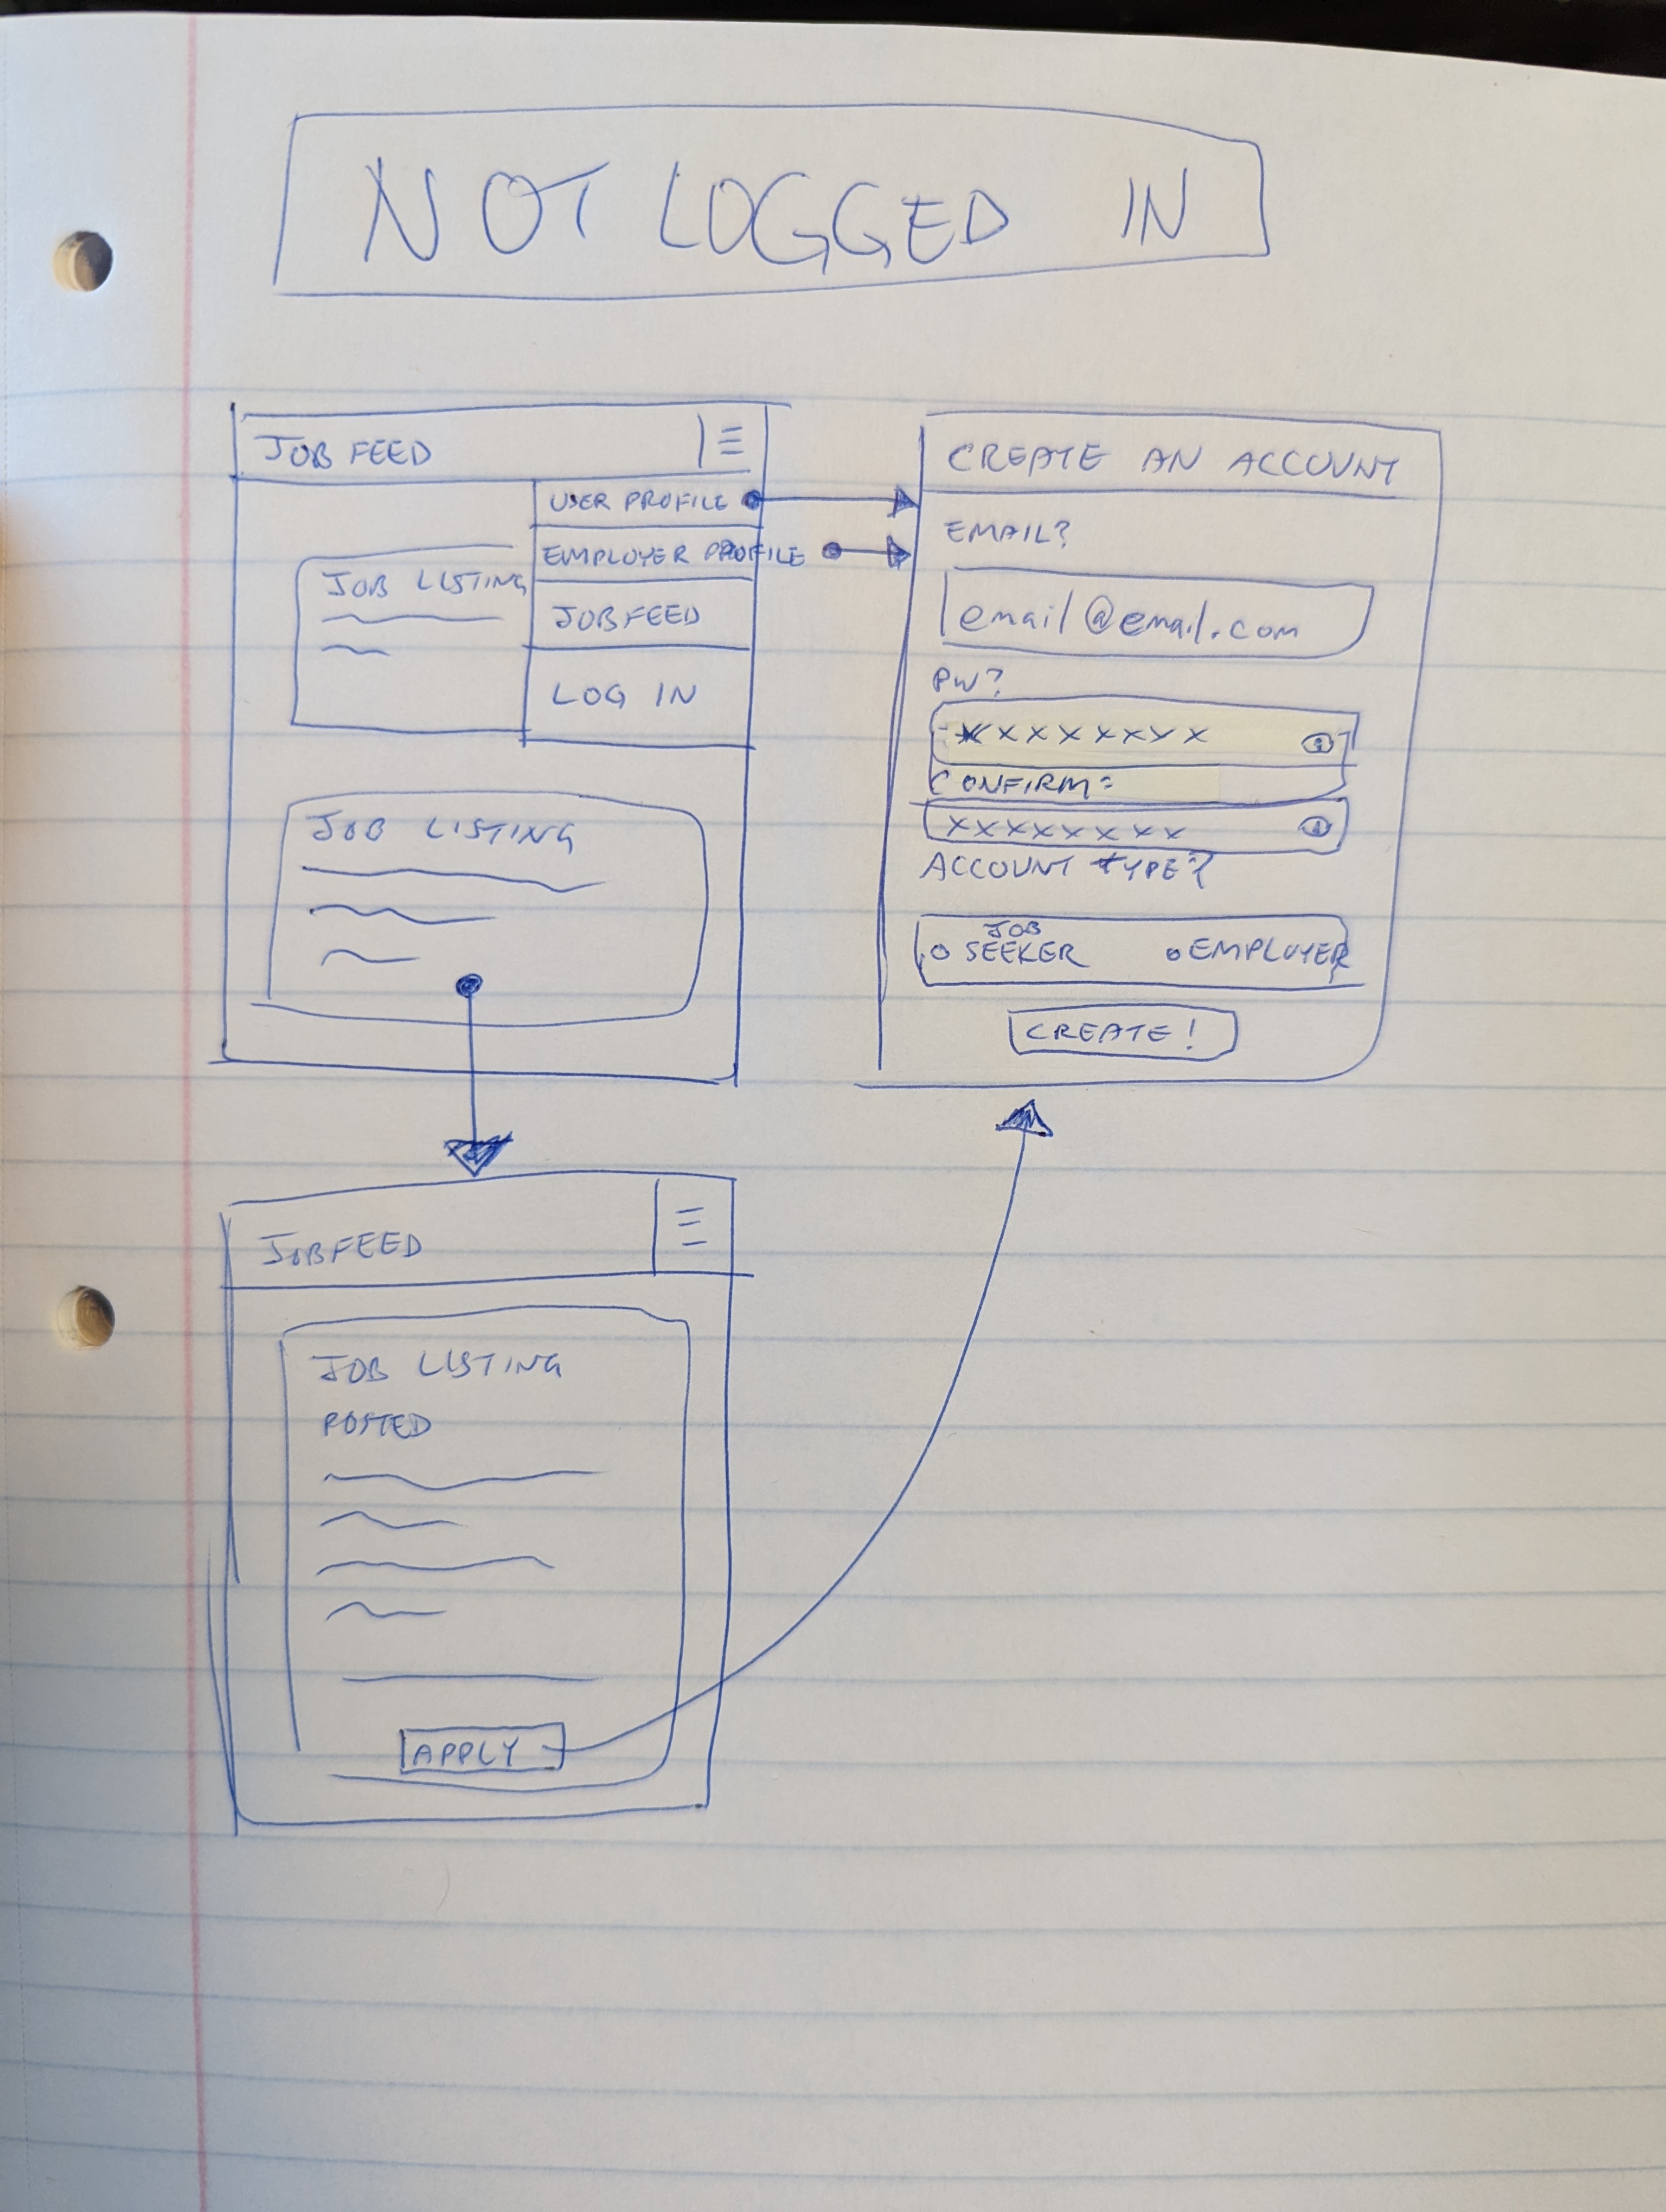 NOT LOGGED IN
JOB FEED
USER PROFILE
EMPLOYER PROFILE
JOBFEED
LOG IN
JOB LISTING
JOB LISTING
CREATE AN ACCOUNT
EMAIL?
email@email.com
PW?
xxxxxxxx
CONFIRM:
xxxxxxxx
ACCOUNT TYPE?
JOB
SEEKER
EMPLOYER
CREATE!
JOBFEED
JOB LISTING
POSTED
APPLY